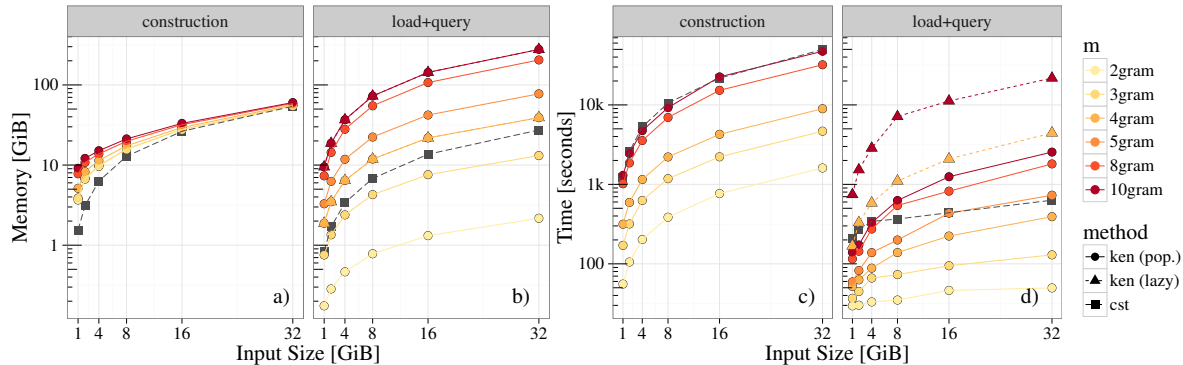 construction
load+query
construction
load+query
Memory [GiB]
100
10
1
a)
b)
1 4 8 16 32
1 4 8 16 32
Input Size [GiB]
Time [seconds]
10k
1k
100
c)
d)
1 4 8 16 32
1 4 8 16 32
Input Size [GiB]
m
2gram
3gram
4gram
5gram
8gram
10gram
method
ken (pop.)
ken (lazy)
cst